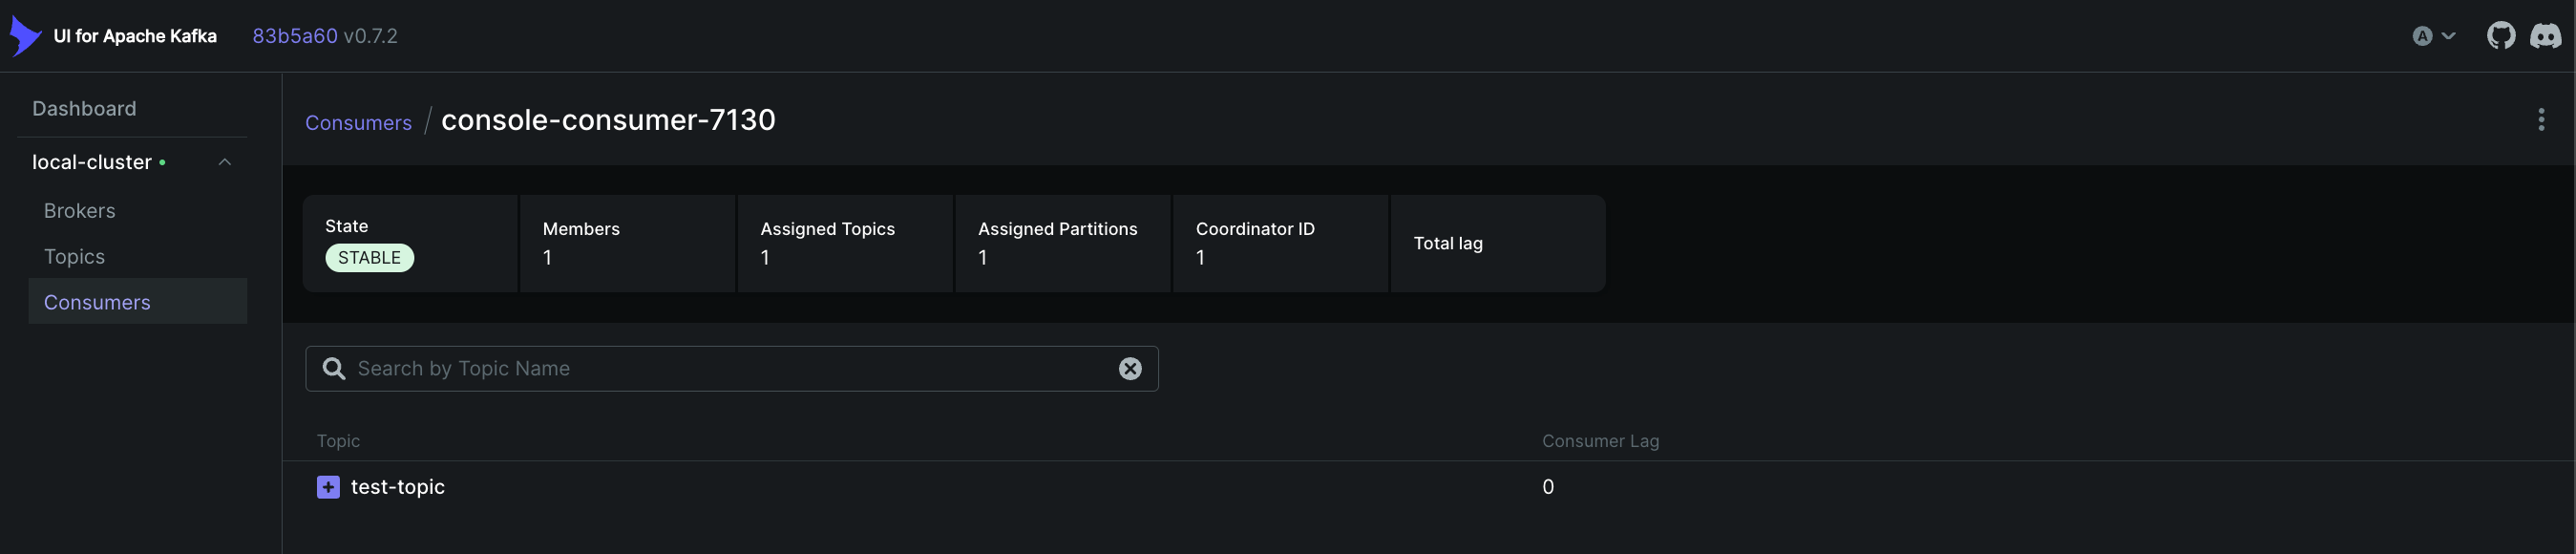 UI for Apache Kafka 83b5a60 v0.7.2 A
Dashboard
local-cluster
Brokers
Topics
Consumers
Consumers / console-consumer-7130
State
STABLE
Members
1
Assigned Topics
1
Assigned Partitions
1
Coordinator ID
1
Total lag
Search by Topic Name
Topic Consumer Lag
test-topic 0